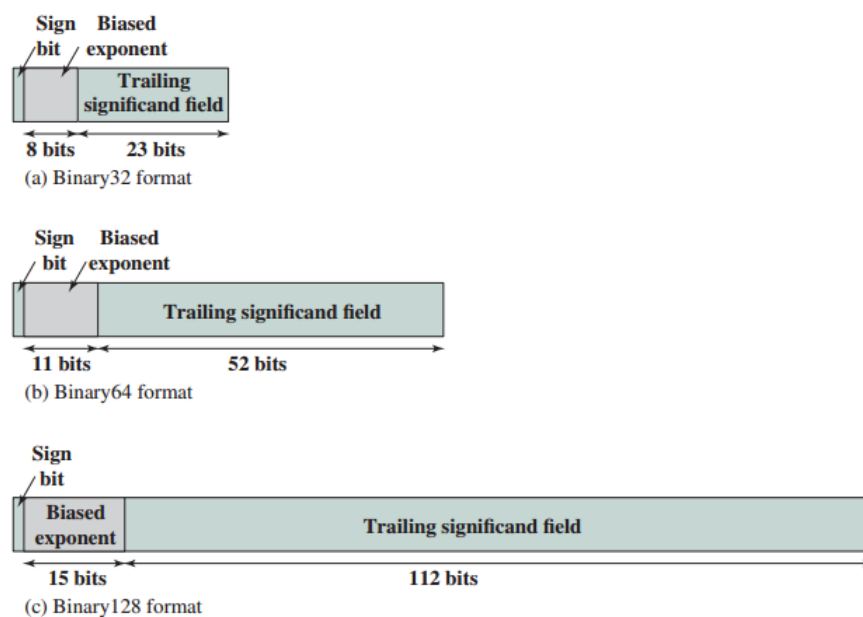 Sign Biased
bit exponent
Trailing
significand field
8 bits 23 bits
(a) Binary32 format
Sign Biased
bit exponent
Trailing significand field
11 bits 52 bits
(b) Binary64 format
Sign
bit
Biased
exponent
Trailing significand field
15 bits 112 bits
(c) Binary128 format